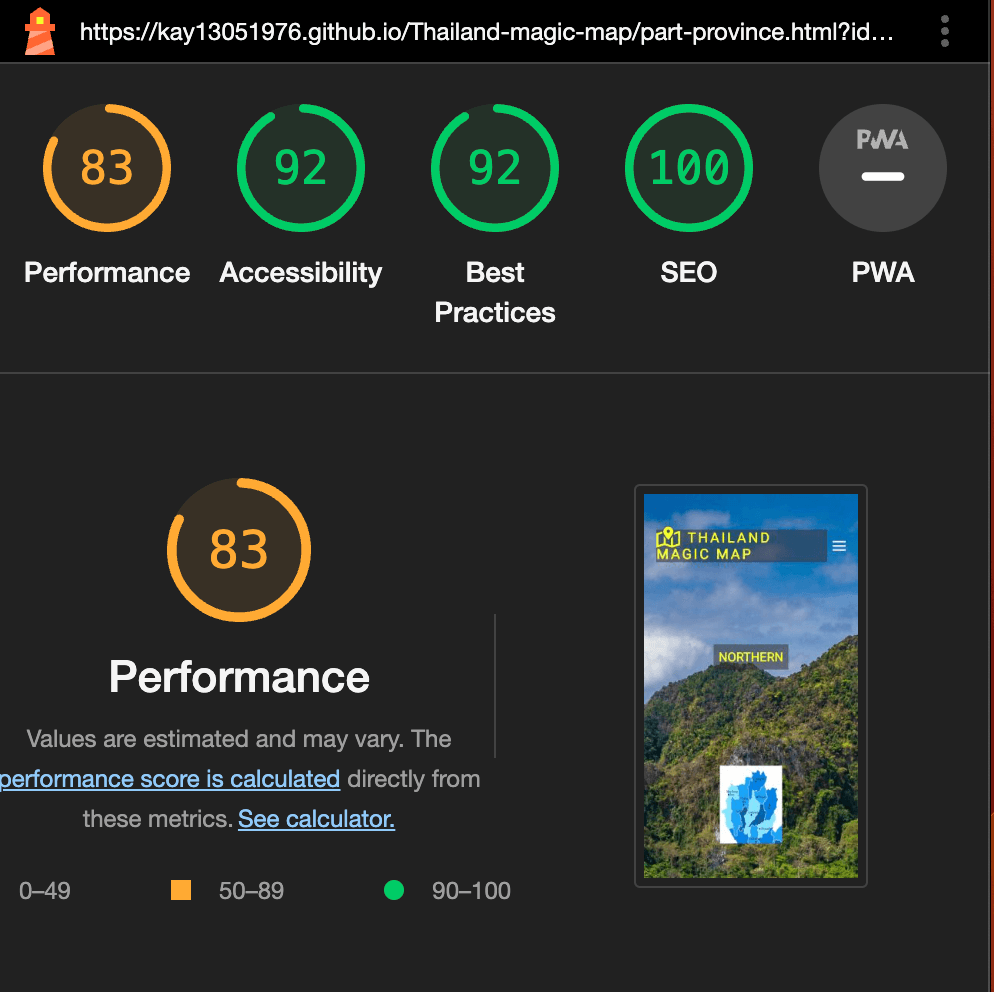 https://kay13051976.github.io/Thailand-magic-map/part-province.html?id…
83
92
92
100
PWA
Performance
Accessibility
Best
Practices
SEO
PWA
83
Performance
Values are estimated and may vary. The
performance score is calculated directly from
these metrics. See calculator.
THAILAND
MAGIC MAP
NORTHERN
0–49
50–89
90–100